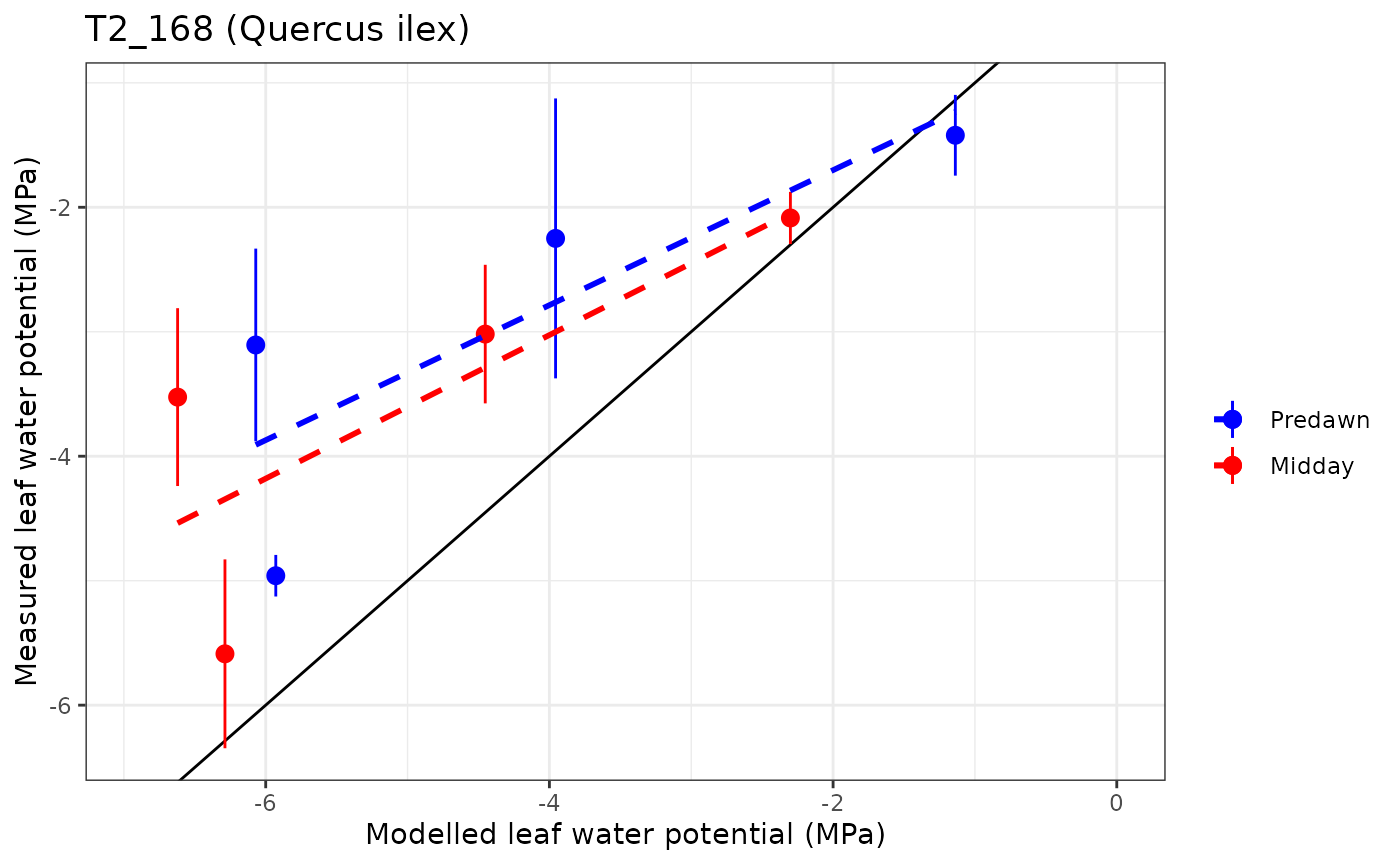 T2_168 (Quercus ilex)
Measured leaf water potential (MPa)
-2
-4
-6
-6
-4
-2
0
Modelled leaf water potential (MPa)
Predawn
Midday